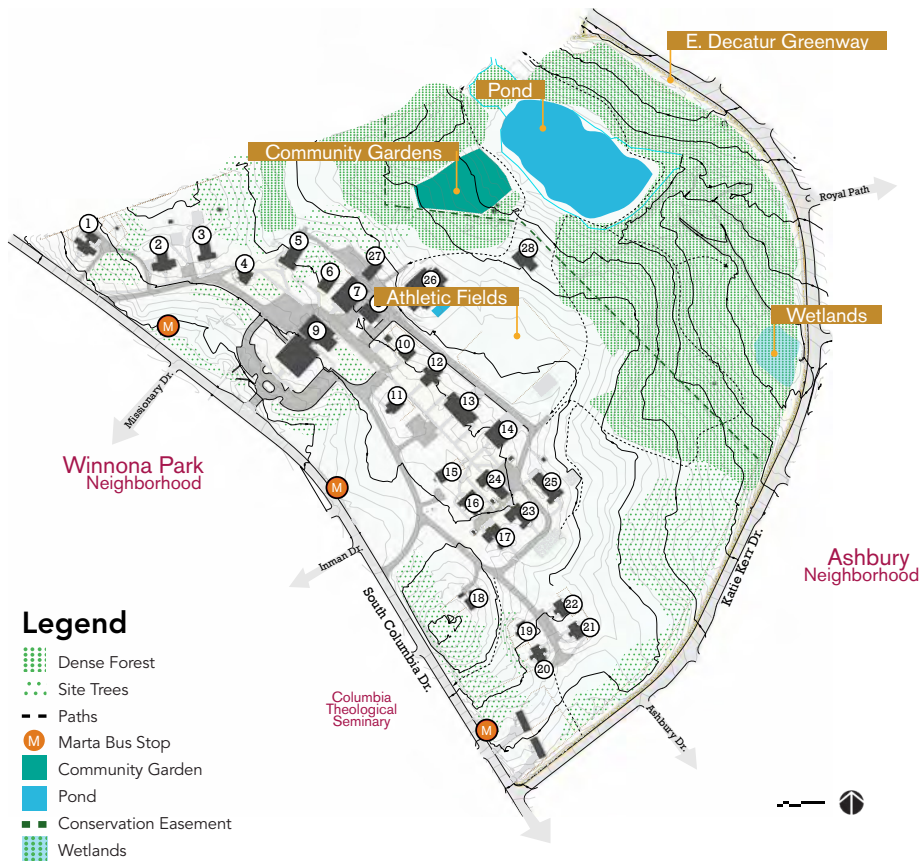 E. Decatur Greenway
Pond
Community Gardens
Royal Path
1
2
3
5
4
6
27
7
26
28
Athletic Fields
Wetlands
M
9
10
12
11
13
14
Missionary Dr.
Winnona Park
Neighborhood
M
15
24
25
16
23
17
Inman Dr.
Katie Kerr Dr.
Ashbury
Neighborhood
18
22
19
21
20
South Columbia Dr.
Columbia
Theological
Seminary
M
Ashbury Dr.
Legend
Dense Forest
Site Trees
Paths
M Marta Bus Stop
Community Garden
Pond
Conservation Easement
Wetlands